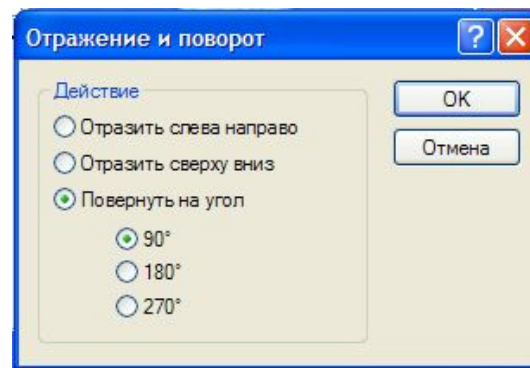 Отражение и поворот
Действие
Отразить слева направо
Отразить сверху вниз
Повернуть на угол
90°
180°
270°
OK
Отмена